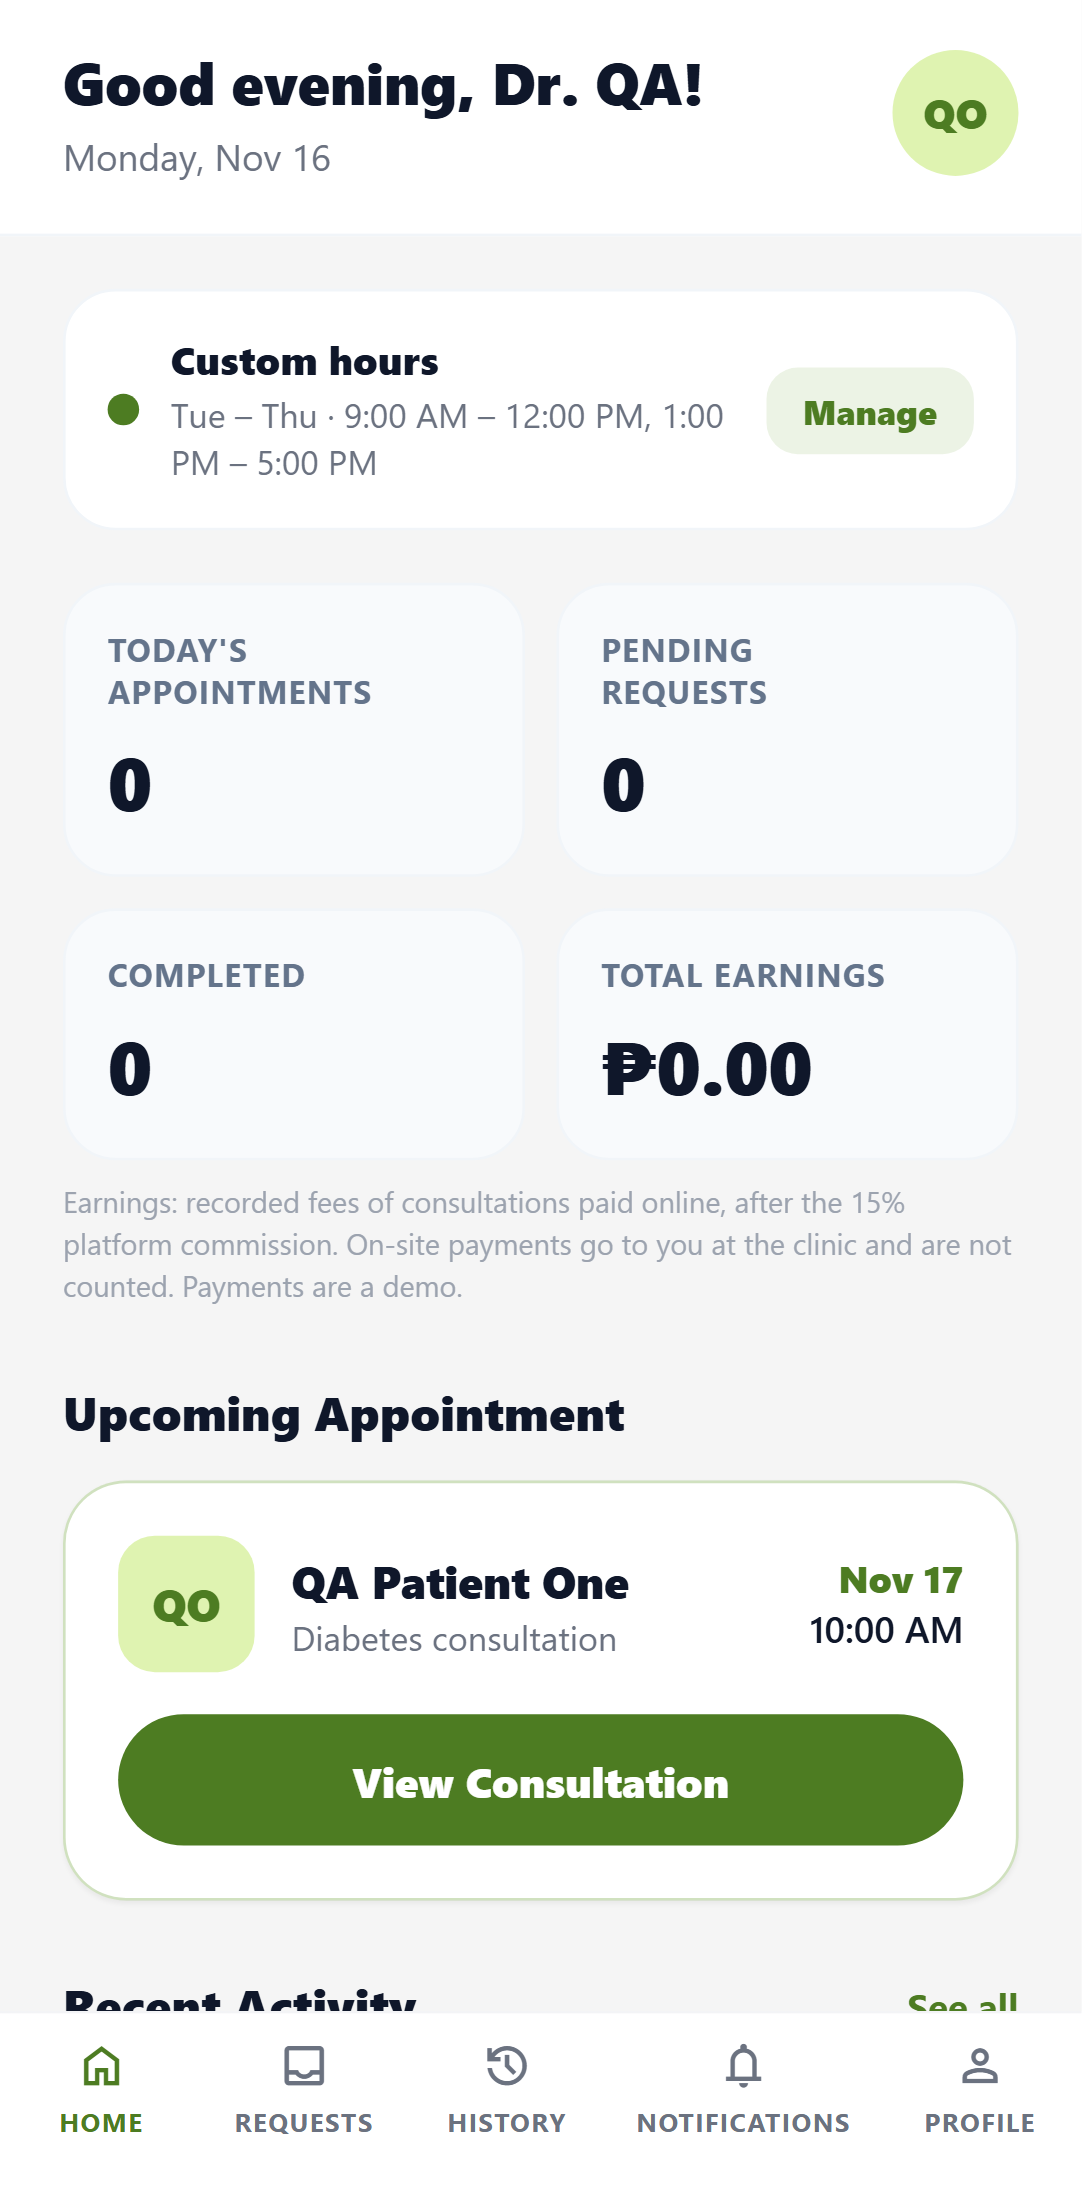 Good evening, Dr. QA!
Monday, Nov 16
QO
Custom hours
Tue – Thu · 9:00 AM – 12:00 PM, 1:00
PM – 5:00 PM
Manage
TODAY'S
APPOINTMENTS
0
PENDING
REQUESTS
0
COMPLETED
0
TOTAL EARNINGS
₱0.00
Earnings: recorded fees of consultations paid online, after the 15%
platform commission. On-site payments go to you at the clinic and are not
counted. Payments are a demo.
Upcoming Appointment
QO
QA Patient One
Diabetes consultation
Nov 17
10:00 AM
View Consultation
Recent Activity
See all
HOME
REQUESTS
HISTORY
NOTIFICATIONS
PROFILE